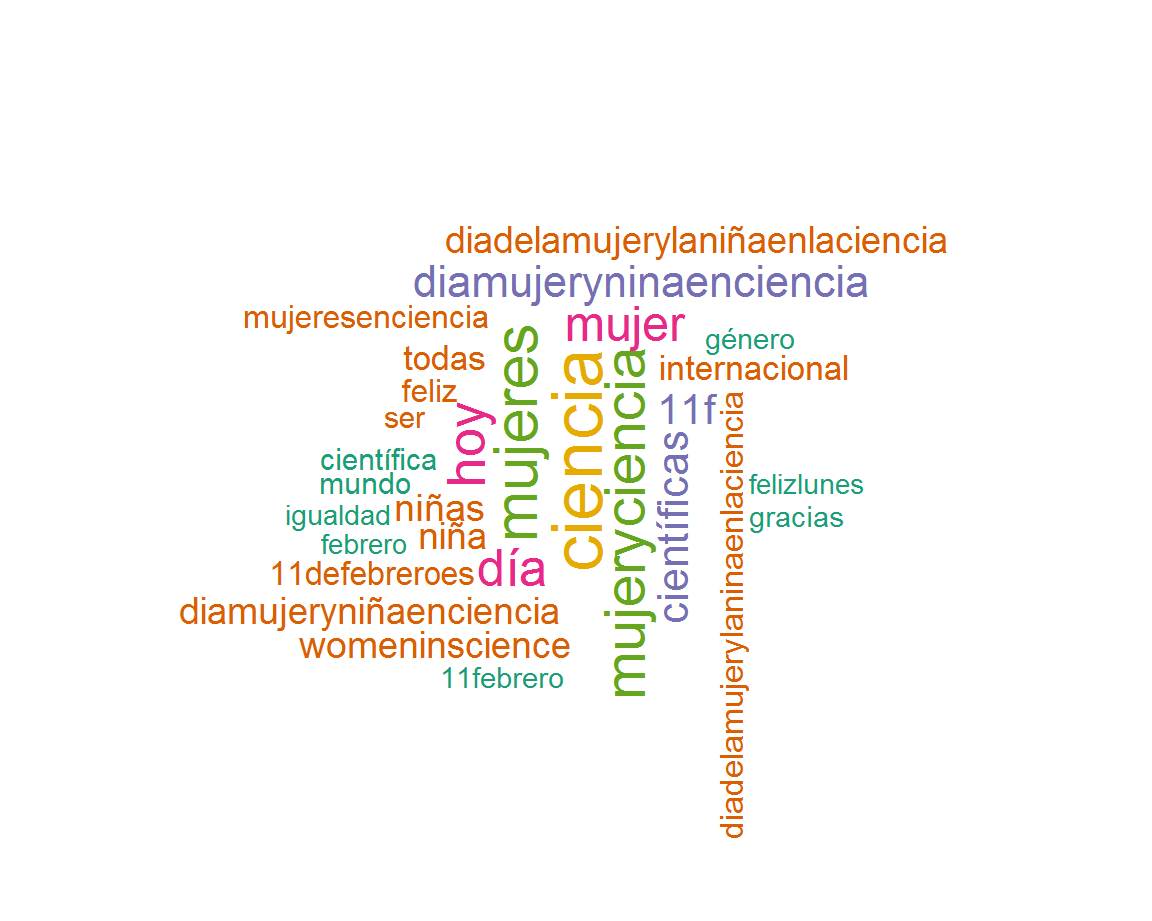 diadelamujerylaniñaenlaciencia
diamujeryninaenciencia
mujeresenciencia
mujer
género
todas
internacional
feliz
ser
hoy
mujeres
ciencia
mujeryciencia
11f
científicas
diadelamujerylaninaenlaciencia
científica
mundo
felizlunes
niñas
igualdad
gracias
niña
febrero
11defebreroes
día
diamujeryniñaenciencia
womeninscience
11febrero